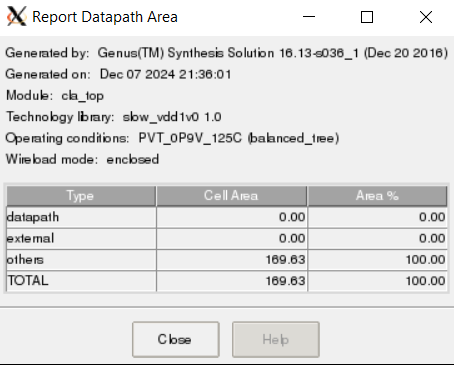 Report Datapath Area
Generated by: Genus(TM) Synthesis Solution 16.13-s036_1 (Dec 20 2016)
Generated on: Dec 07 2024 21:36:01
Module: cla_top
Technology library: slow_vdd1v0 1.0
Operating conditions: PVT_0P9V_125C (balanced_tree)
Wireload mode: enclosed
Type Cell Area Area %
datapath 0.00 0.00
external 0.00 0.00
others 169.63 100.00
TOTAL 169.63 100.00
Close Help